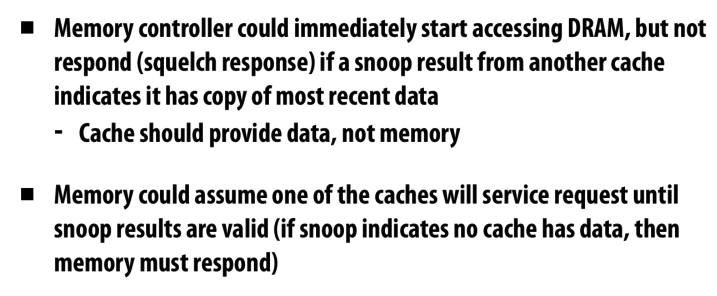 ■ Memory controller could immediately start accessing DRAM, but not
respond (squelch response) if a snoop result from another cache
indicates it has copy of most recent data
- Cache should provide data, not memory
■ Memory could assume one of the caches will service request until
snoop results are valid (if snoop indicates no cache has data, then
memory must respond)